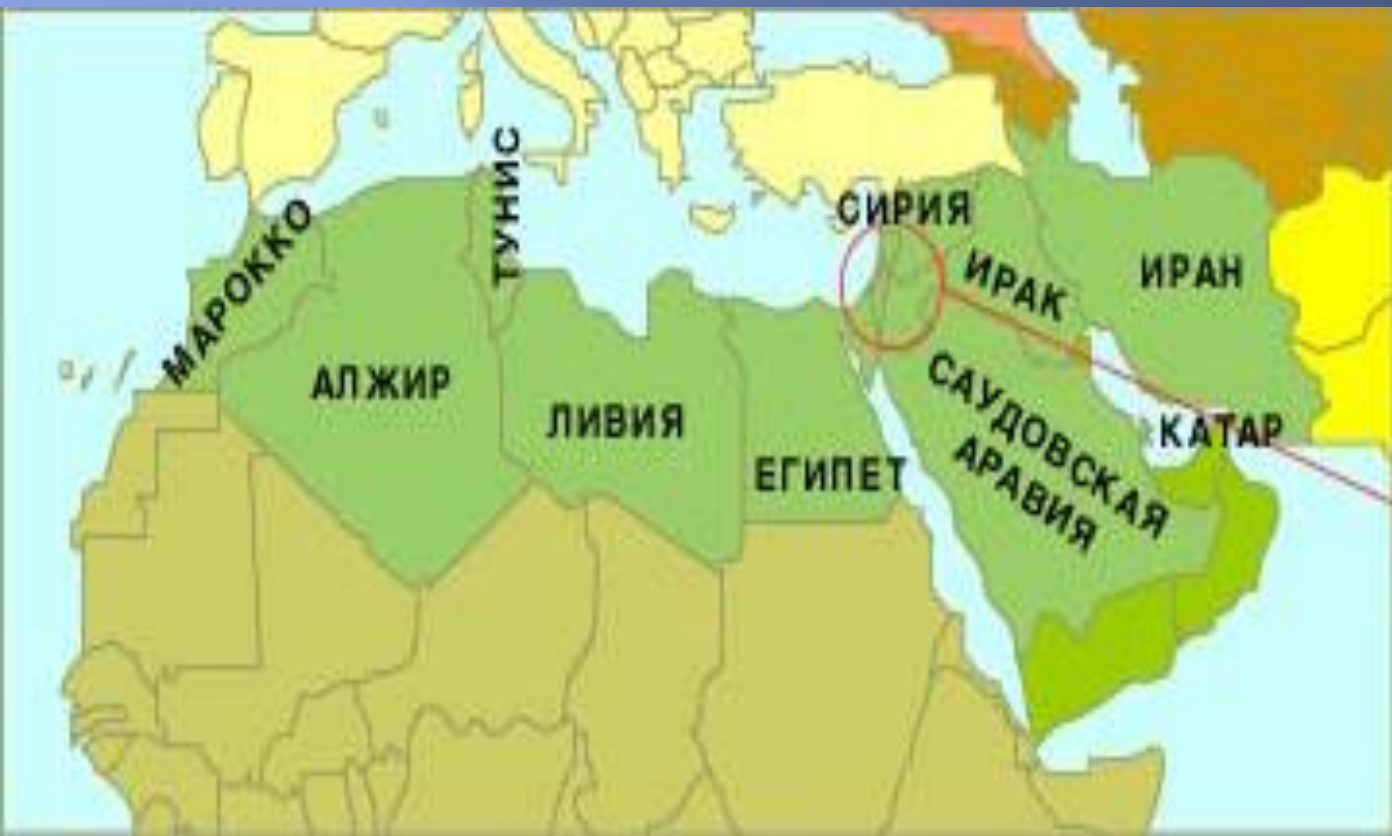 МАРОККО
АЛЖИР
ТУНИС
ЛИВИЯ
ЕГИПЕТ
СИРИЯ
ИРАК
ИРАН
САУДОВСКАЯ
АРАВИЯ
КАТАР